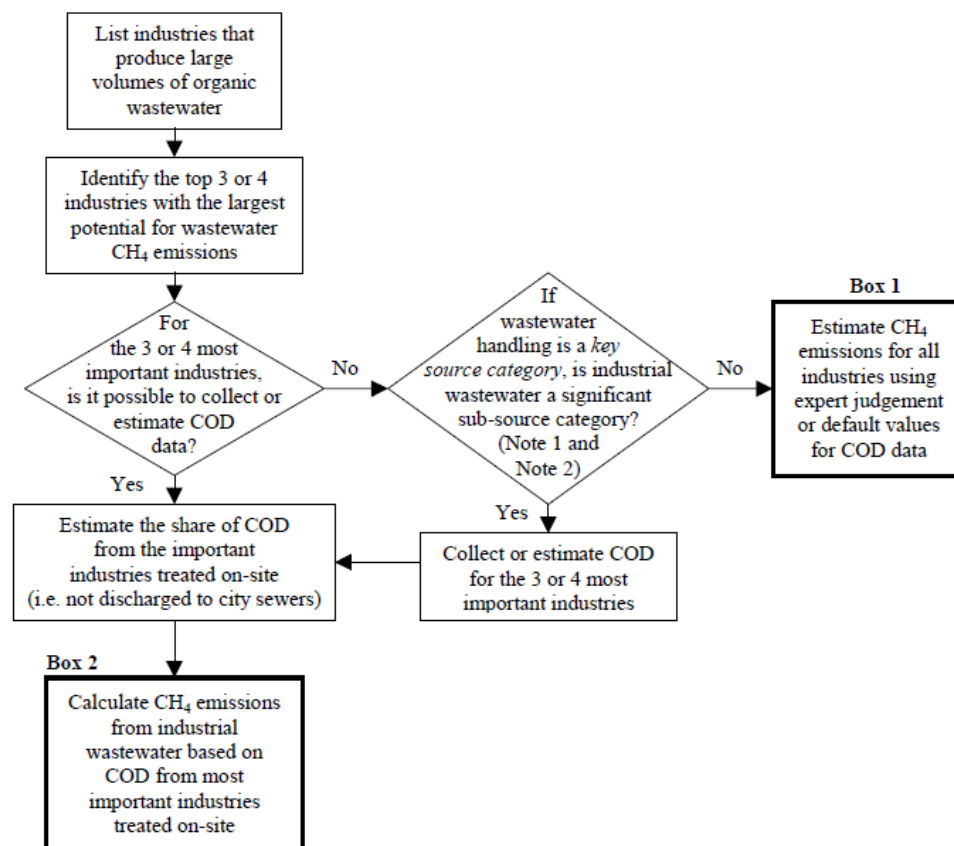 List industries that
produce large
volumes of organic
wastewater
Identify the top 3 or 4
industries with the largest
potential for wastewater
CH₄ emissions
For
the 3 or 4 most
important industries,
is it possible to collect or
estimate COD
data?
No
Yes
If
wastewater
handling is a key
source category, is industrial
wastewater a significant
sub-source category?
(Note 1 and
Note 2)
No
Yes
Box 1
Estimate CH₄
emissions for all
industries using
expert judgement
or default values
for COD data
Collect or estimate COD
for the 3 or 4 most
important industries
Estimate the share of COD
from the important
industries treated on-site
(i.e. not discharged to city sewers)
Box 2
Calculate CH₄ emissions
from industrial
wastewater based on
COD from most
important industries
treated on-site